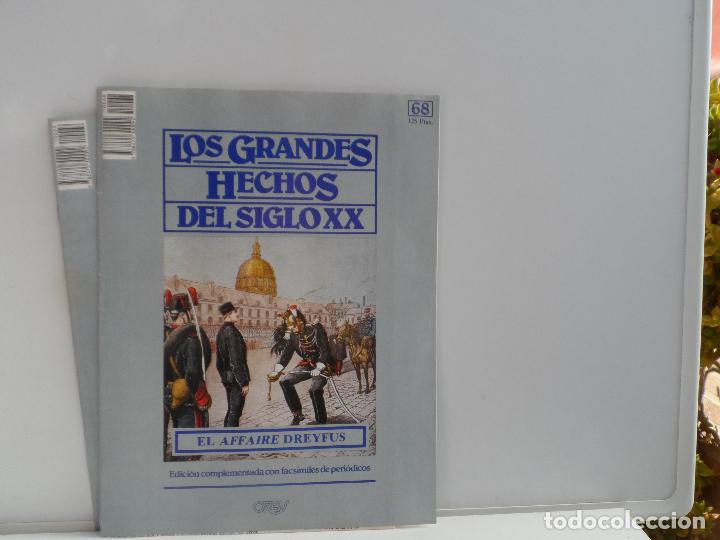 68
125 Ptas.
LOS GRANDES
HECHOS
DEL SIGLO XX
EL AFFAIRE DREYFUS
Edición complementada con facsímiles de periódicos
ORBIS
todocoleccion